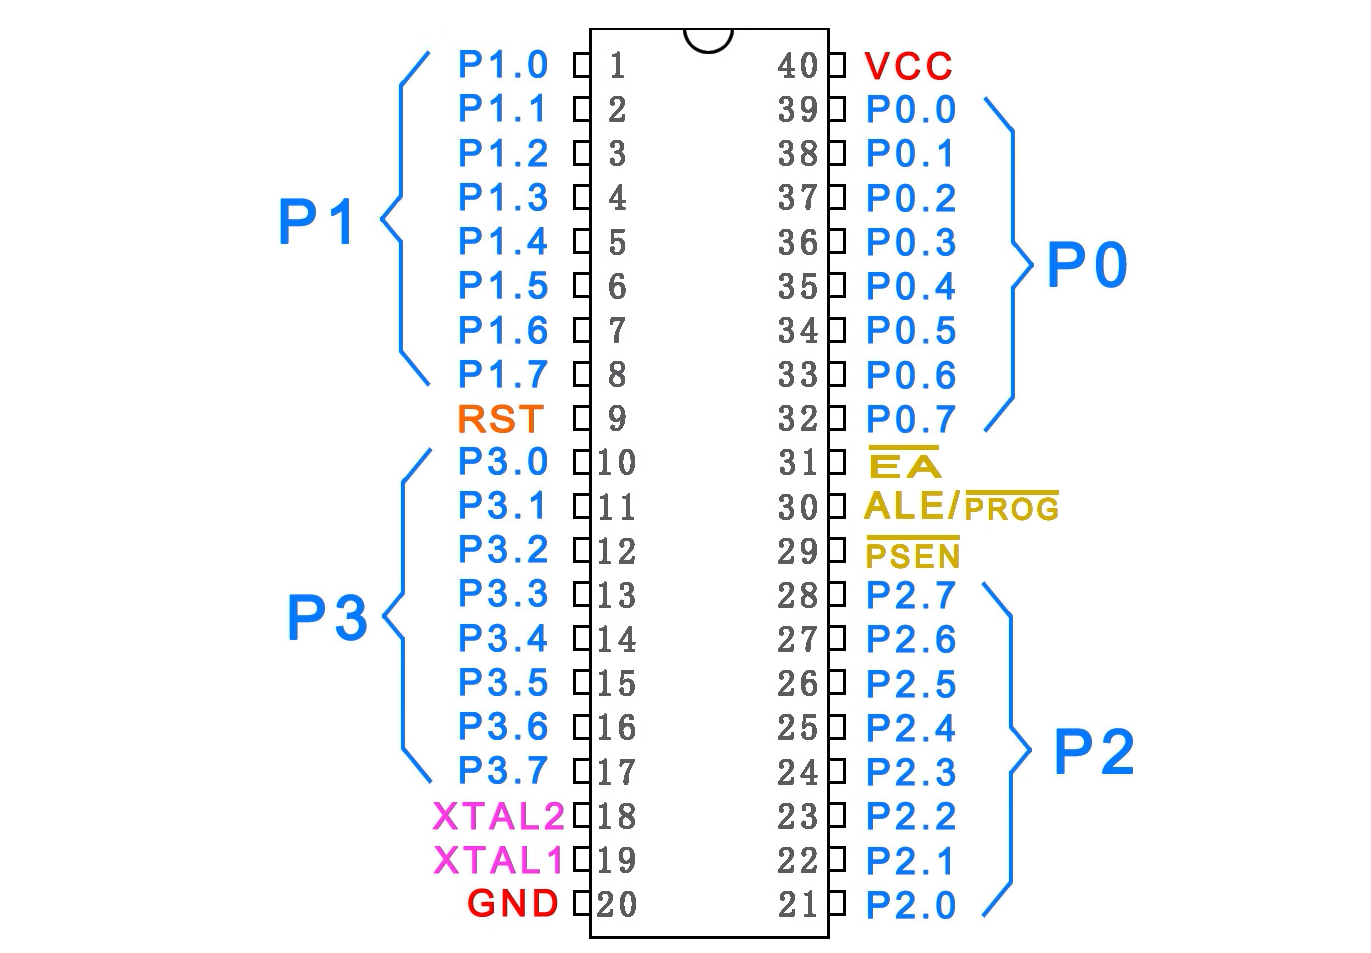 P1.0 1 40 VCC
P1.1 2 39 P0.0
P1.2 3 38 P0.1
P1.3 4 37 P0.2
P1
P1.4 5 36 P0.3
P0
P1.5 6 35 P0.4
P1.6 7 34 P0.5
P1.7 8 33 P0.6
RST 9 32 P0.7
P3.0 10 31 EA
P3.1 11 30 ALE/PROG
P3.2 12 29 PSEN
P3.3 13 28 P2.7
P3
P3.4 14 27 P2.6
P3.5 15 26 P2.5
P3.6 16 25 P2.4
P2
P3.7 17 24 P2.3
XTAL2 18 23 P2.2
XTAL1 19 22 P2.1
GND 20 21 P2.0